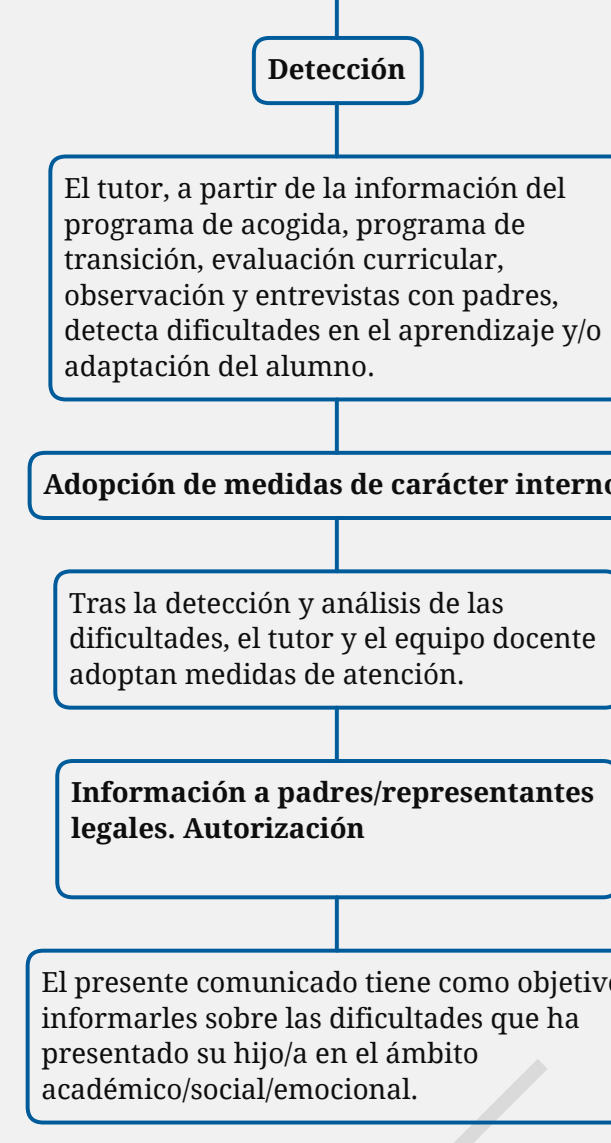 Detección
El tutor, a partir de la información del
programa de acogida, programa de
transición, evaluación curricular,
observación y entrevistas con padres,
detecta dificultades en el aprendizaje y/o
adaptación del alumno.
Adopción de medidas de carácter interno
Tras la detección y análisis de las
dificultades, el tutor y el equipo docente
adoptan medidas de atención.
Información a padres/representantes
legales. Autorización
El presente comunicado tiene como objetivo
informarles sobre las dificultades que ha
presentado su hijo/a en el ámbito
académico/social/emocional.